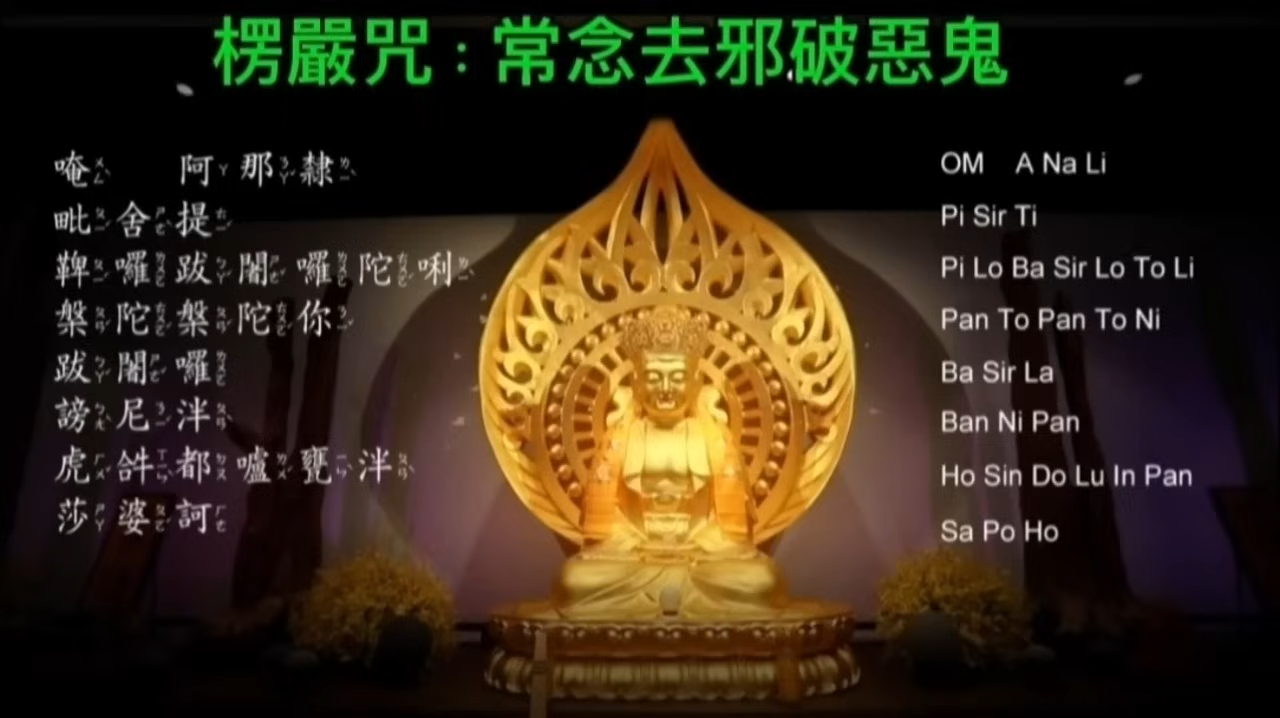 楞嚴咒：常念去邪破惡鬼
唵 阿那隸
毗舍提
鞞囉跋闍囉陀唎
槃陀槃陀你
跋闍囉
謗尼泮
虎𤙖都嚧甕泮
莎婆訶
OM A Na Li
Pi Sir Ti
Pi Lo Ba Sir Lo To Li
Pan To Pan To Ni
Ba Sir La
Ban Ni Pan
Ho Sin Do Lu In Pan
Sa Po Ho